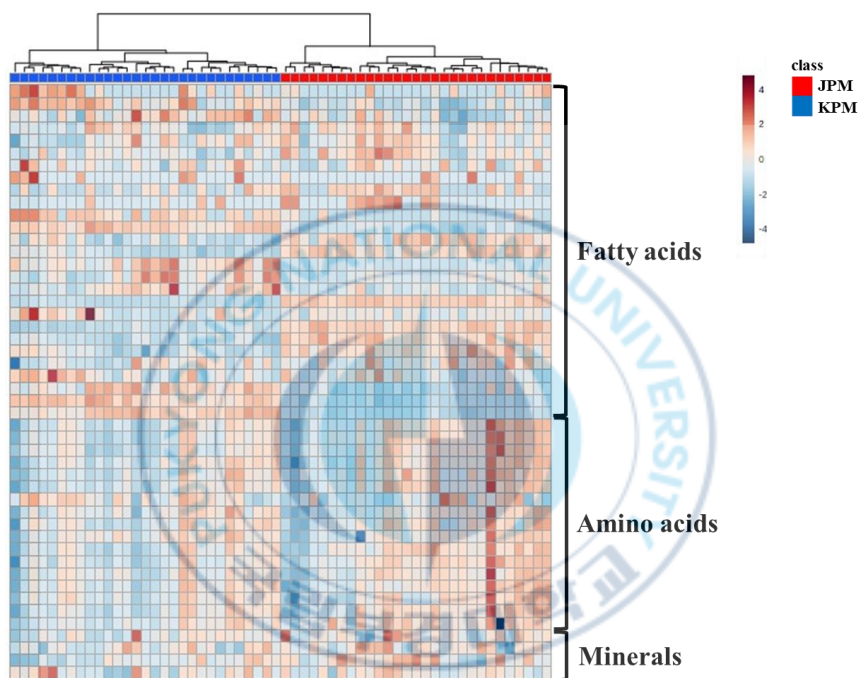 class
JPM
KPM
4
2
0
-2
-4
Fatty acids
Amino acids
Minerals
PUKYONG NATIONAL UNIVERSITY